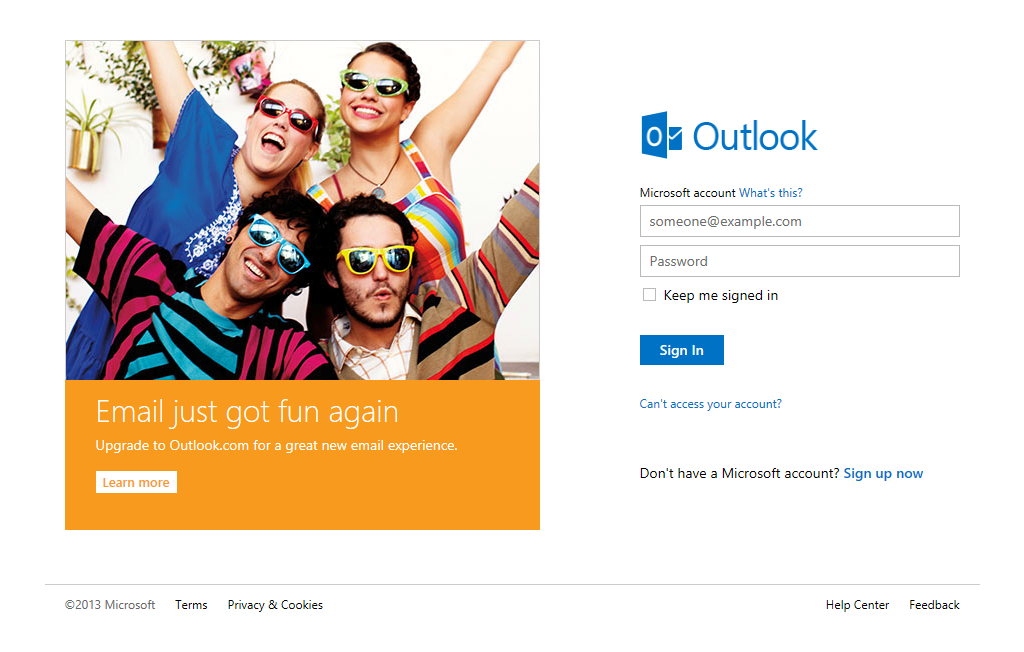 Outlook
Microsoft account What's this?
someone@example.com
Password
Keep me signed in
Sign In
Can't access your account?
Don't have a Microsoft account? Sign up now
Email just got fun again
Upgrade to Outlook.com for a great new email experience.
Learn more
©2013 Microsoft Terms Privacy & Cookies Help Center Feedback